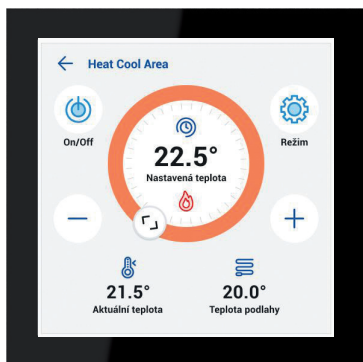 Heat Cool Area
On/Off
Režim
22.5°
Nastavená teplota
21.5°
Aktuální teplota
20.0°
Teplota podlahy